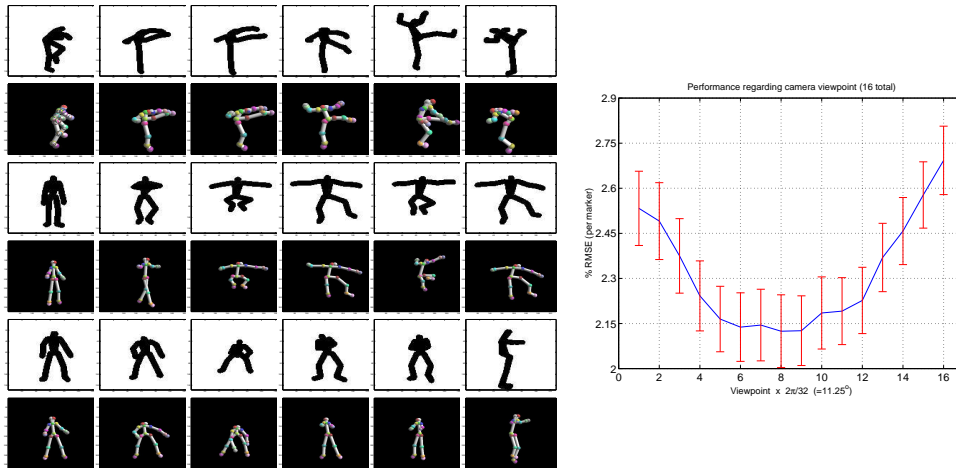 Performance regarding camera viewpoint (16 total)
2.9
2.75
2.6
2.45
2.3
2.15
2
% RMSE (per marker)
0 2 4 6 8 10 12 14 16
Viewpoint x 2π/32 (=11.25°)